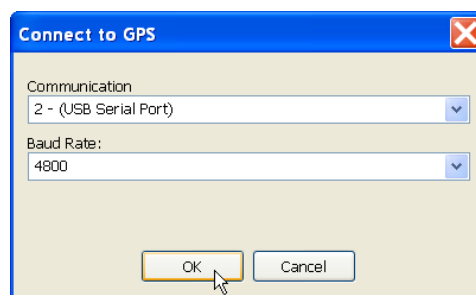 Connect to GPS
Communication
2 - (USB Serial Port)
Baud Rate:
4800
OK Cancel